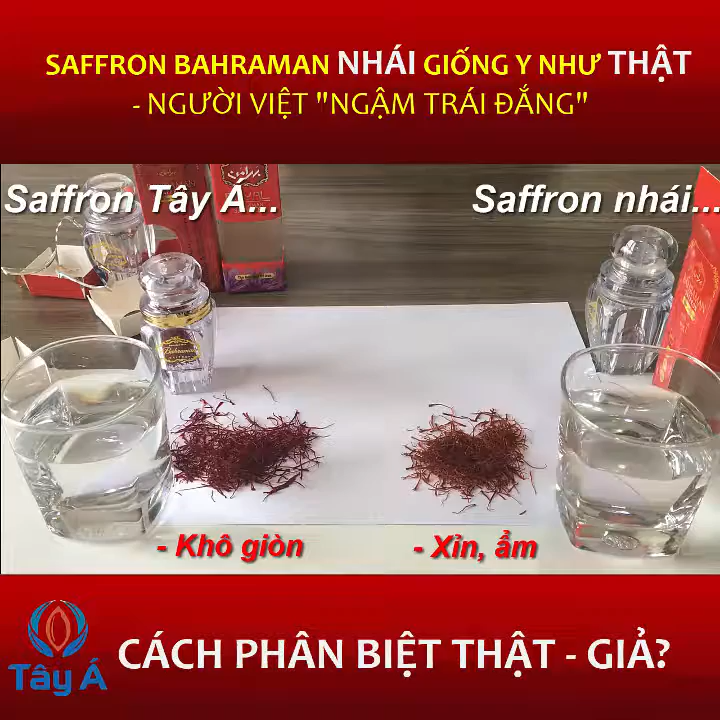 SAFFRON BAHRAMAN NHÁI GIỐNG Y NHƯ THẬT
- NGƯỜI VIỆT "NGẬM TRÁI ĐẮNG"
Saffron Tây Á...
Saffron nhái...
Bahraman
- Khô giòn
- Xỉn, ẩm
Tây Á
CÁCH PHÂN BIỆT THẬT - GIẢ?